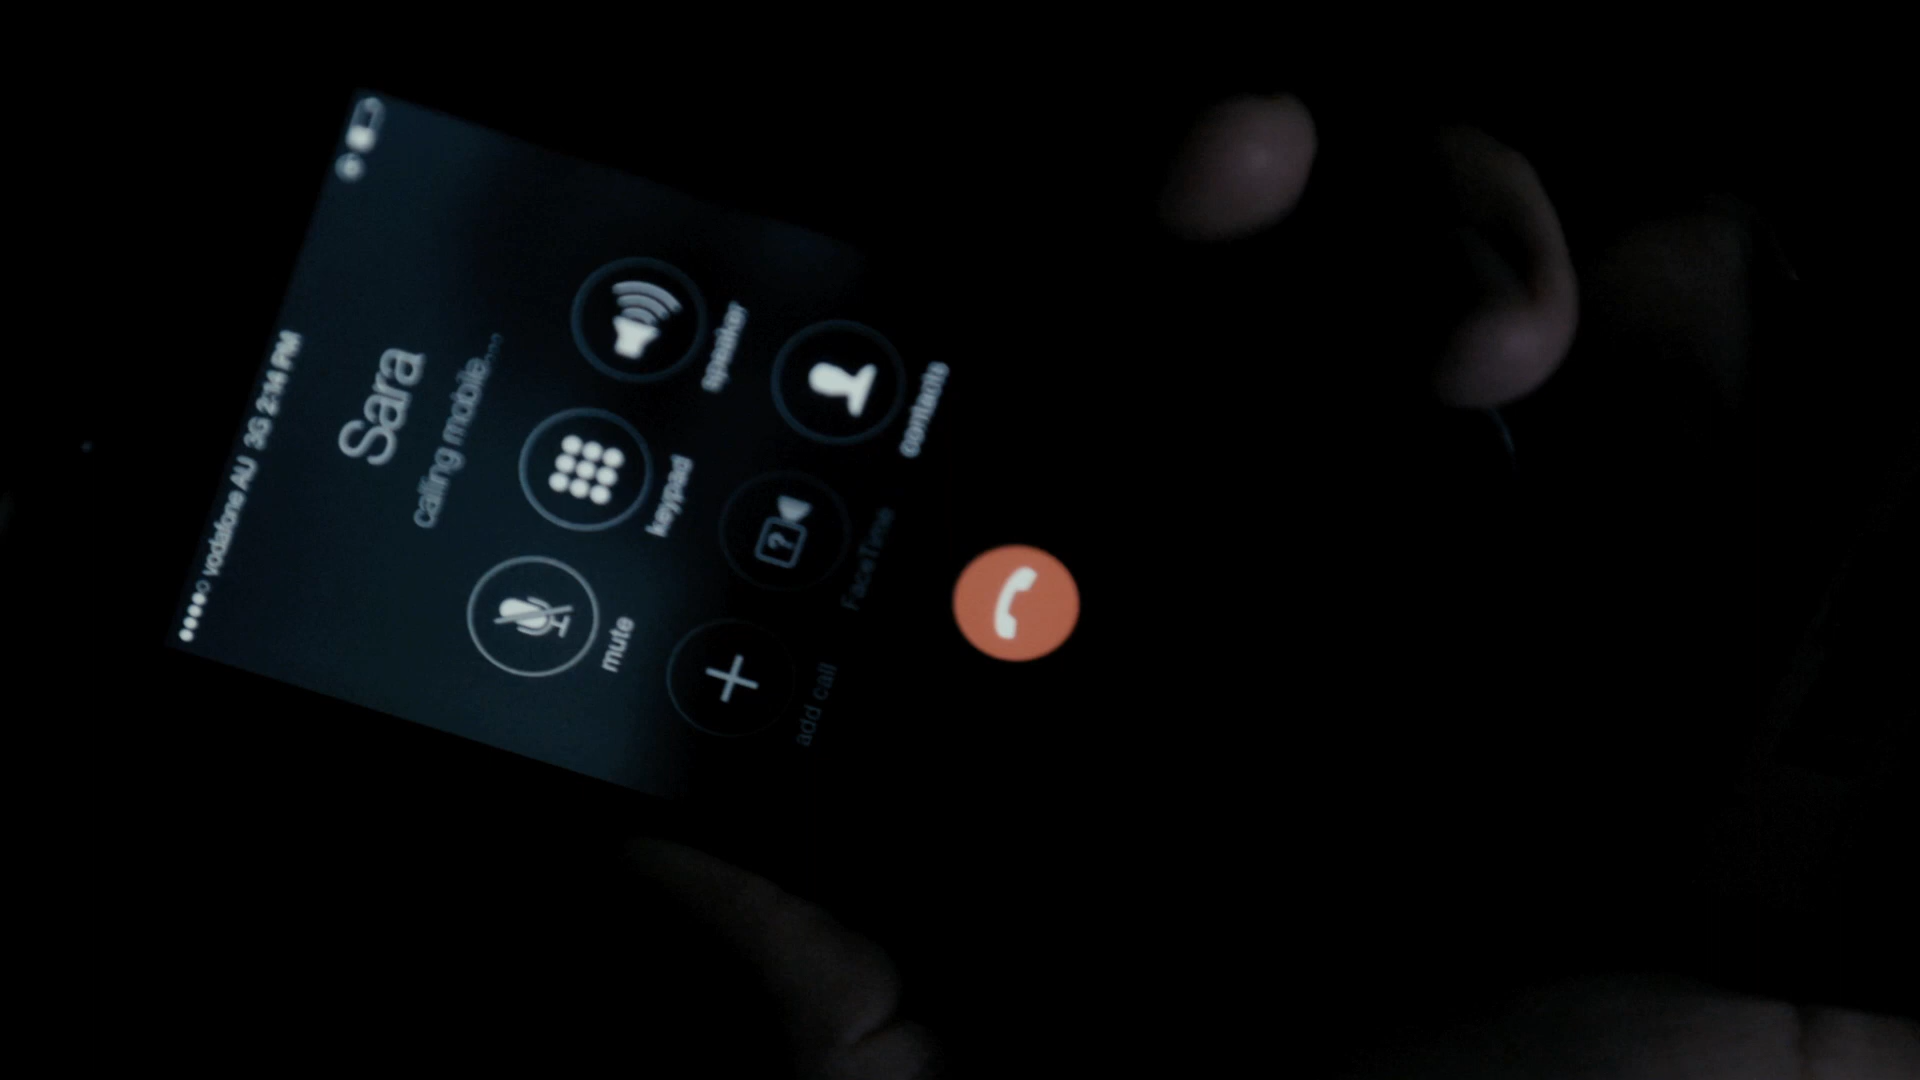 vodafone AU 3G 2:14 PM
Sara
calling mobile...
mute
keypad
speaker
add call
?
FaceTime
contacts